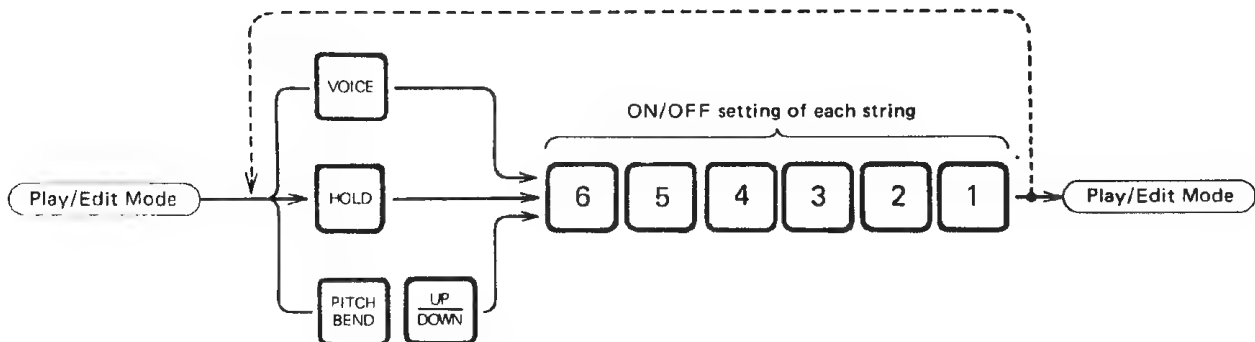 VOICE
ON/OFF setting of each string
Play/Edit Mode
HOLD
6 5 4 3 2 1
Play/Edit Mode
PITCH
BEND
UP
DOWN